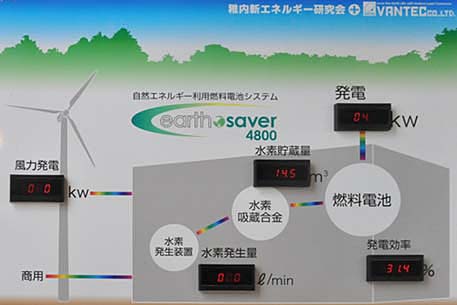 稚内新エネルギー研究会 + VANTEC CO.,LTD.
自然エネルギー利用燃料電池システム
earth saver
4800
発電
04 kW
風力発電
00 kw
水素貯蔵量
14.5 m³
水素
吸蔵合金
燃料電池
水素
発生装置
水素発生量
00 ℓ/min
発電効率
31.4 %
商用